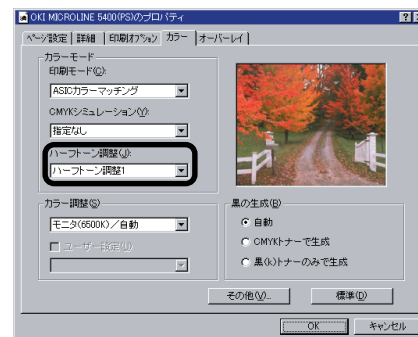 OKI MICROLINE 5400(PS)のプロパティ
ページ設定 詳細 印刷オプション カラー オーバーレイ
カラーモード
印刷モード(C):
ASICカラーマッチング
CMYKシミュレーション(Y):
指定なし
ハーフトーン調整(J):
ハーフトーン調整1
カラー調整(S)
モニタ(6500K)／自動
ユーザー設定(U)
黒の生成(B)
自動
CMYKトナーで生成
黒(k)トナーのみで生成
その他(V)... 標準(D)
OK キャンセル